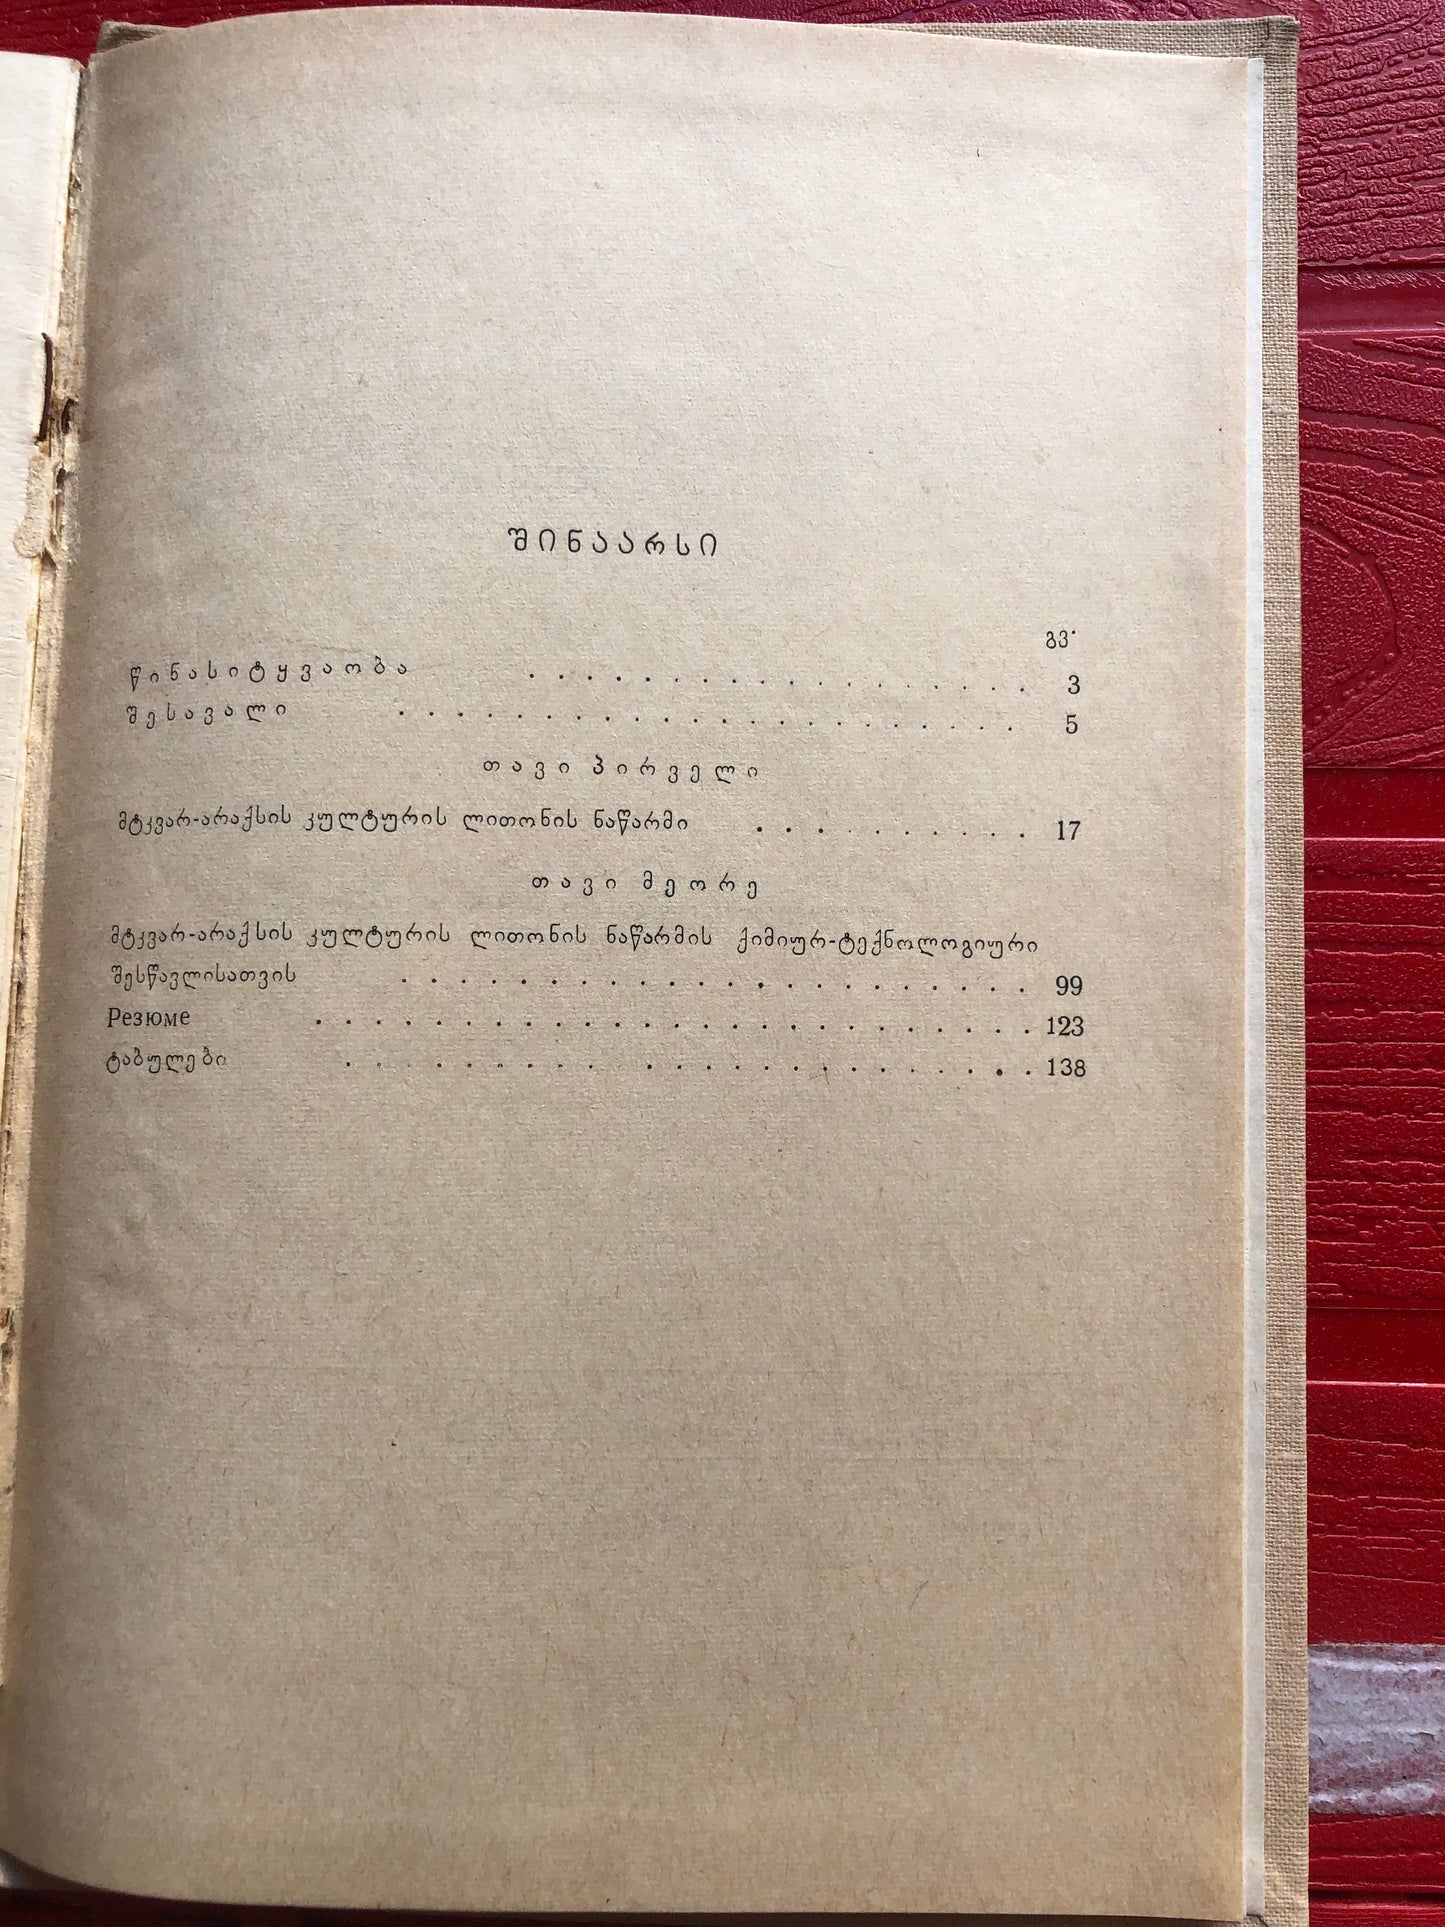 შინაარსი
გვ.
წინასიტყვაობა . . . . . . . . . . . . . . . . . . 3
შესავალი . . . . . . . . . . . . . . . . . . . . . . 5
თავი პირველი
მტკვარ-არაქსის კულტურის ლითონის ნაწარმი . . . . . . . . . . 17
თავი მეორე
მტკვარ-არაქსის კულტურის ლითონის ნაწარმის ქიმიურ-ტექნოლოგიური
შესწავლისათვის . . . . . . . . . . . . . . . . . . . . . . 99
Резюме . . . . . . . . . . . . . . . . . . . . . . . . . 123
ტაბულები . . . . . . . . . . . . . . . . . . . . . . . . 138